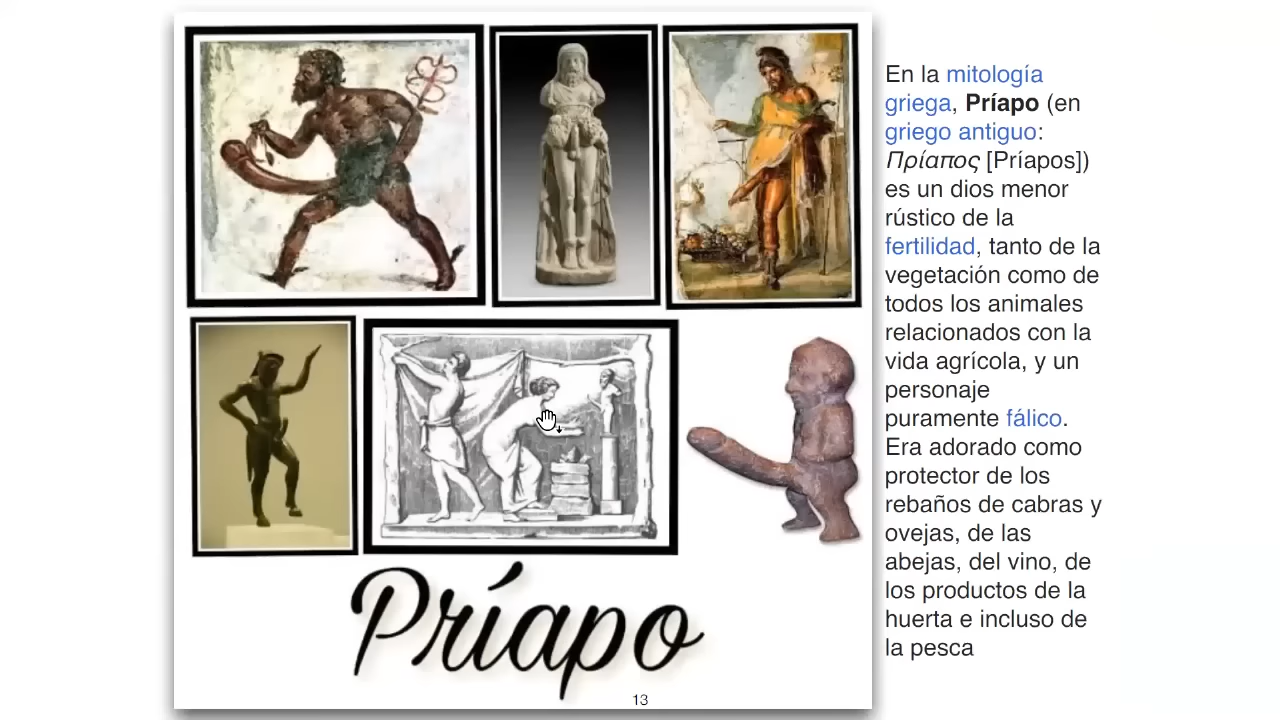 En la mitología
griega, Príapo (en
griego antiguo:
Πρίαπος [Príapos])
es un dios menor
rústico de la
fertilidad, tanto de la
vegetación como de
todos los animales
relacionados con la
vida agrícola, y un
personaje
puramente fálico.
Era adorado como
protector de los
rebaños de cabras y
ovejas, de las
abejas, del vino, de
los productos de la
huerta e incluso de
la pesca
Príapo
13